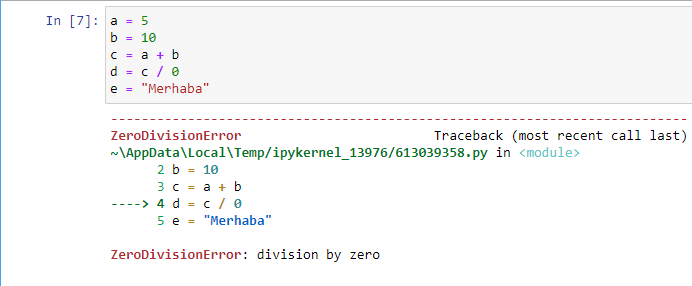 In [7]: a = 5
b = 10
c = a + b
d = c / 0
e = "Merhaba"
---------------------------------------------------------------------------
ZeroDivisionError                         Traceback (most recent call last)
~\AppData\Local\Temp/ipykernel_13976/613039358.py in <module>
      2 b = 10
      3 c = a + b
----> 4 d = c / 0
      5 e = "Merhaba"
ZeroDivisionError: division by zero